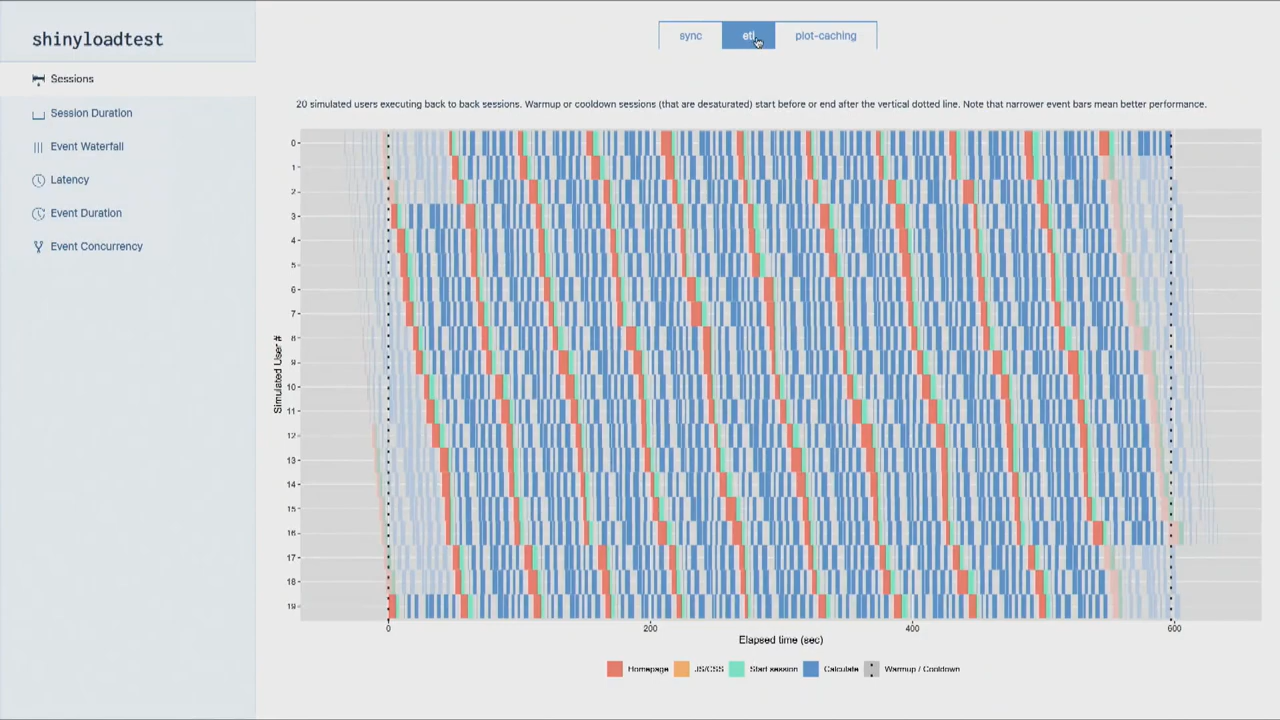 shinyloadtest
sync
etl
plot-caching
Sessions
Session Duration
Event Waterfall
Latency
Event Duration
Event Concurrency
20 simulated users executing back to back sessions. Warmup or cooldown sessions (that are desaturated) start before or end after the vertical dotted line. Note that narrower event bars mean better performance.
Simulated User #
0
1
2
3
4
5
6
7
8
9
10
11
12
13
14
15
16
17
18
19
0 200 400 600
Elapsed time (sec)
Homepage JS/CSS Start session Calculate Warmup / Cooldown